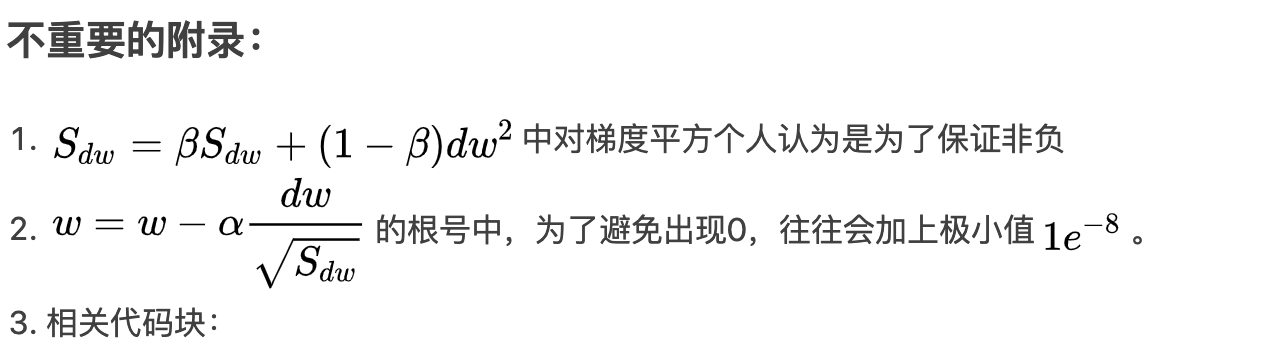 不重要的附录：
1. $S_{dw} = \beta S_{dw} + (1 - \beta)dw^2$ 中对梯度平方个人认为是为了保证非负
2. $w = w - \alpha \frac{dw}{\sqrt{S_{dw}}}$ 的根号中，为了避免出现0，往往会加上极小值 $1e^{-8}$ 。
3. 相关代码块：